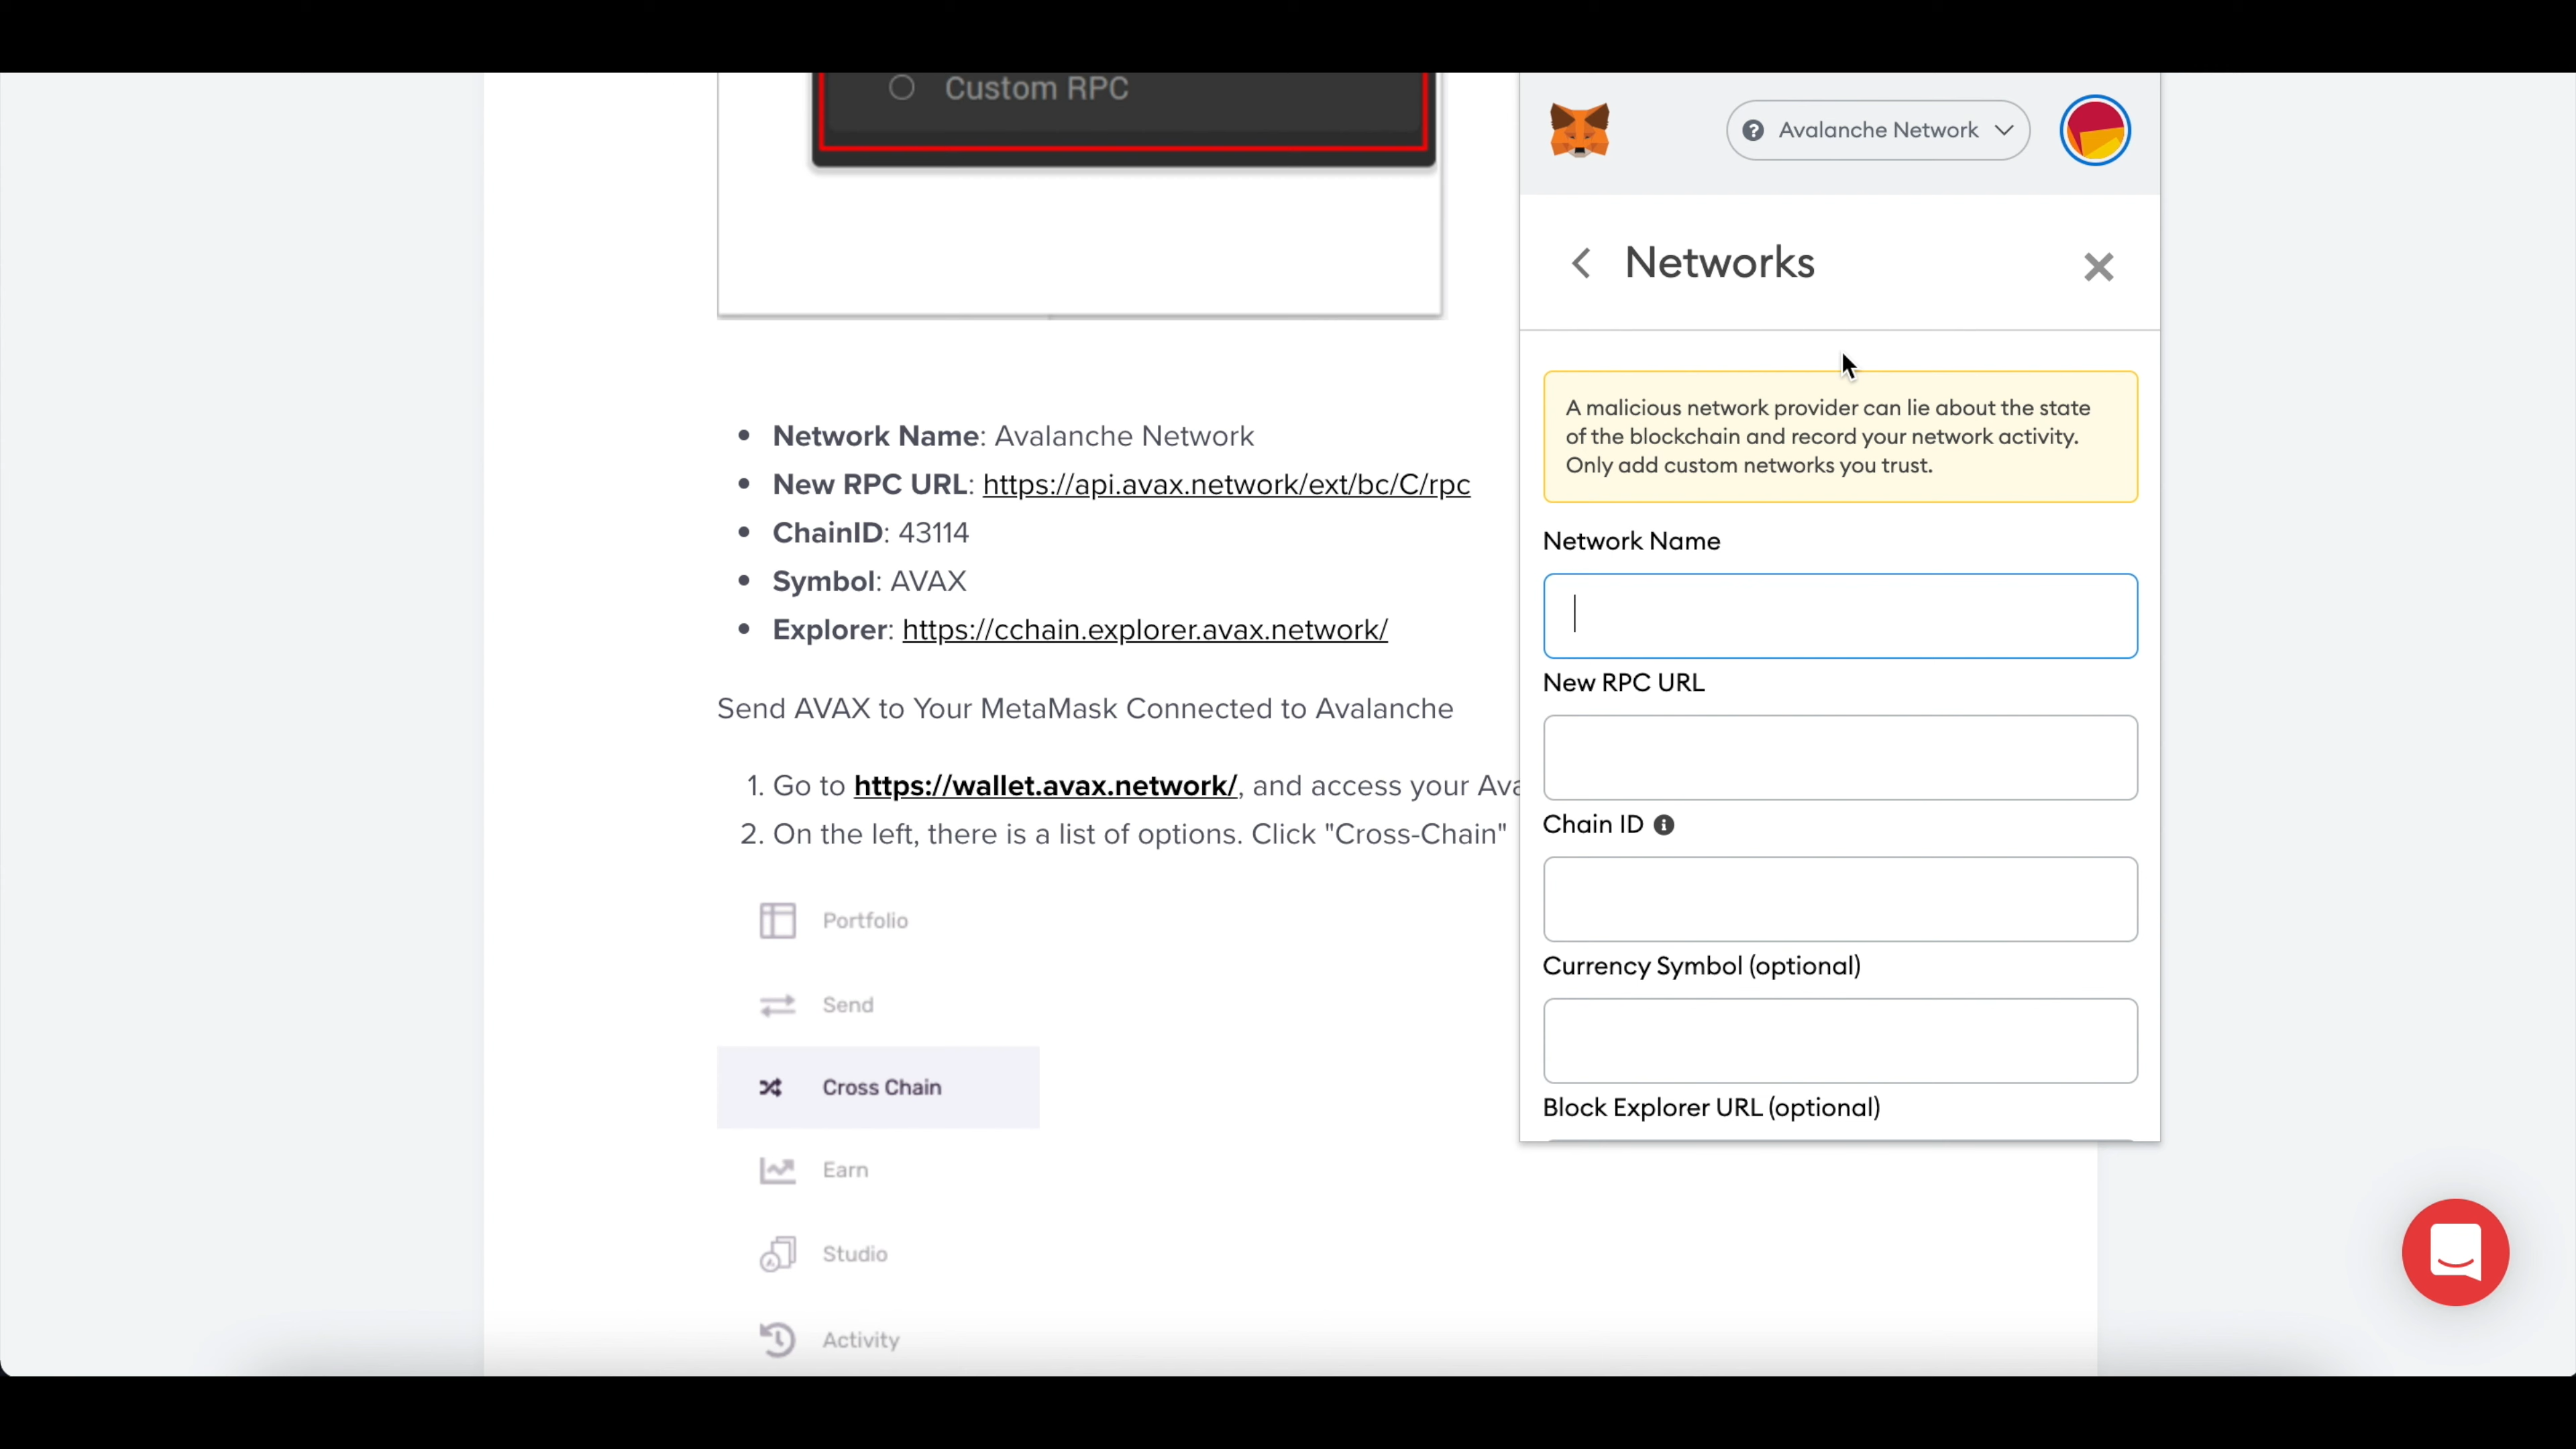 Custom RPC
Network Name: Avalanche Network
New RPC URL: https://api.avax.network/ext/bc/C/rpc
ChainID: 43114
Symbol: AVAX
Explorer: https://cchain.explorer.avax.network/
Send AVAX to Your MetaMask Connected to Avalanche
1. Go to https://wallet.avax.network/, and access your Ava
2. On the left, there is a list of options. Click "Cross-Chain"
Portfolio
Send
Cross Chain
Earn
Studio
Activity
Avalanche Network
Networks
A malicious network provider can lie about the state
of the blockchain and record your network activity.
Only add custom networks you trust.
Network Name
New RPC URL
Chain ID
Currency Symbol (optional)
Block Explorer URL (optional)